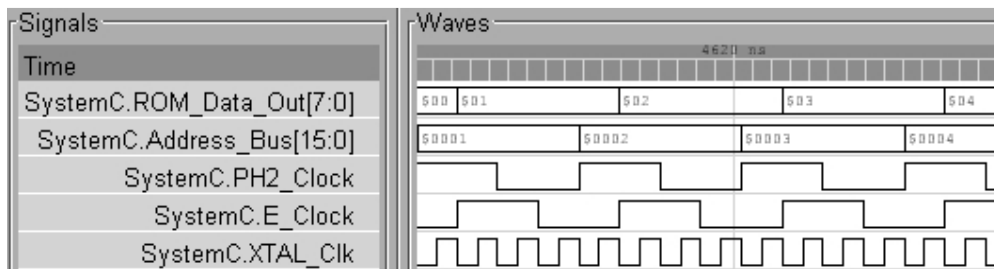 Signals
Waves
4620 ns
Time
SystemC.ROM_Data_Out[7:0]
$00 $01 $02 $03 $04
SystemC.Address_Bus[15:0]
$0001 $0002 $0003 $0004
SystemC.PH2_Clock
SystemC.E_Clock
SystemC.XTAL_Clk